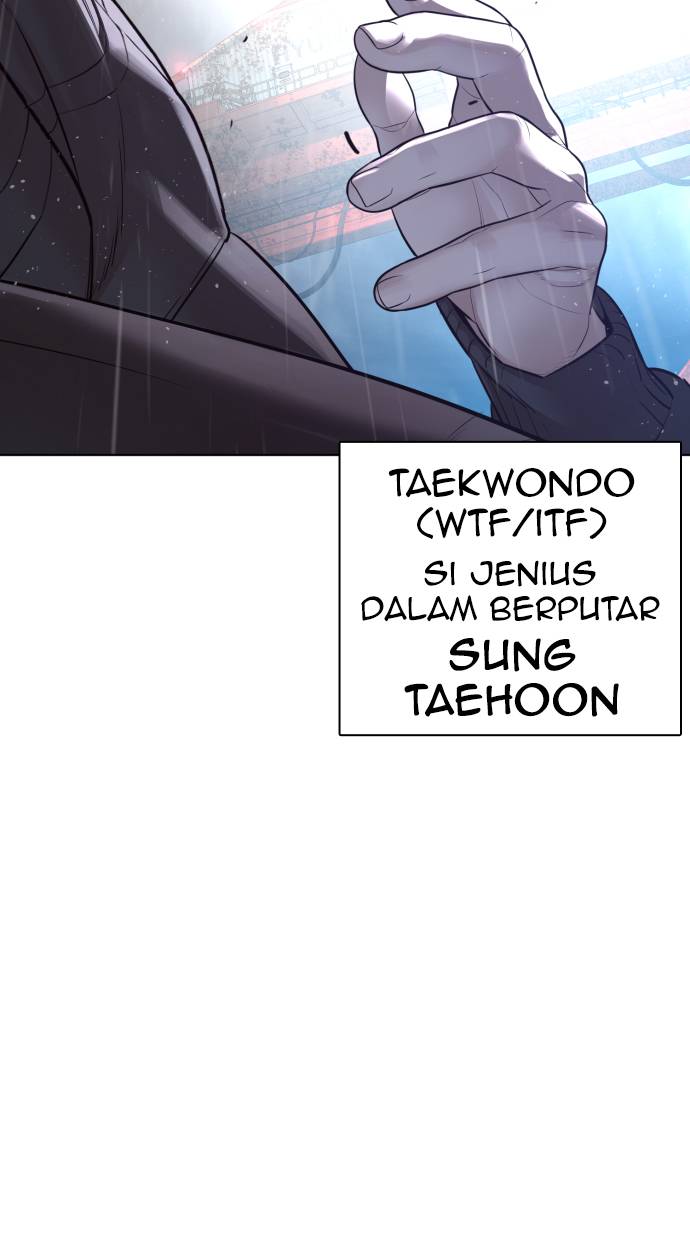 TAEKWONDO
(WTF/ITF)
SI JENIUS
DALAM BERPUTAR
SUNG
TAEHOON